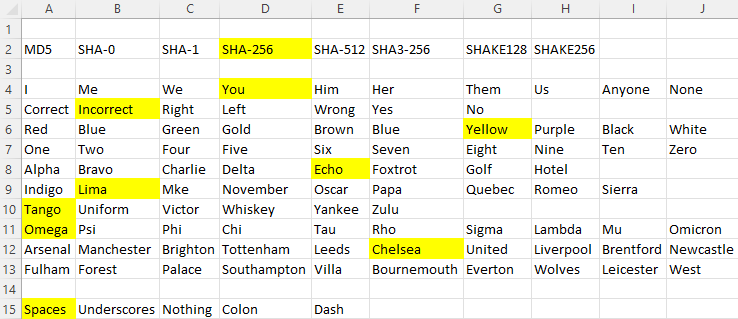 A B C D E F G H I J
1
2 MD5 SHA-0 SHA-1 SHA-256 SHA-512 SHA3-256 SHAKE128 SHAKE256
3
4 I Me We You Him Her Them Us Anyone None
5 Correct Incorrect Right Left Wrong Yes No
6 Red Blue Green Gold Brown Blue Yellow Purple Black White
7 One Two Four Five Six Seven Eight Nine Ten Zero
8 Alpha Bravo Charlie Delta Echo Foxtrot Golf Hotel
9 Indigo Lima Mke November Oscar Papa Quebec Romeo Sierra
10 Tango Uniform Victor Whiskey Yankee Zulu
11 Omega Psi Phi Chi Tau Rho Sigma Lambda Mu Omicron
12 Arsenal Manchester Brighton Tottenham Leeds Chelsea United Liverpool Brentford Newcastle
13 Fulham Forest Palace Southampton Villa Bournemouth Everton Wolves Leicester West
14
15 Spaces Underscores Nothing Colon Dash